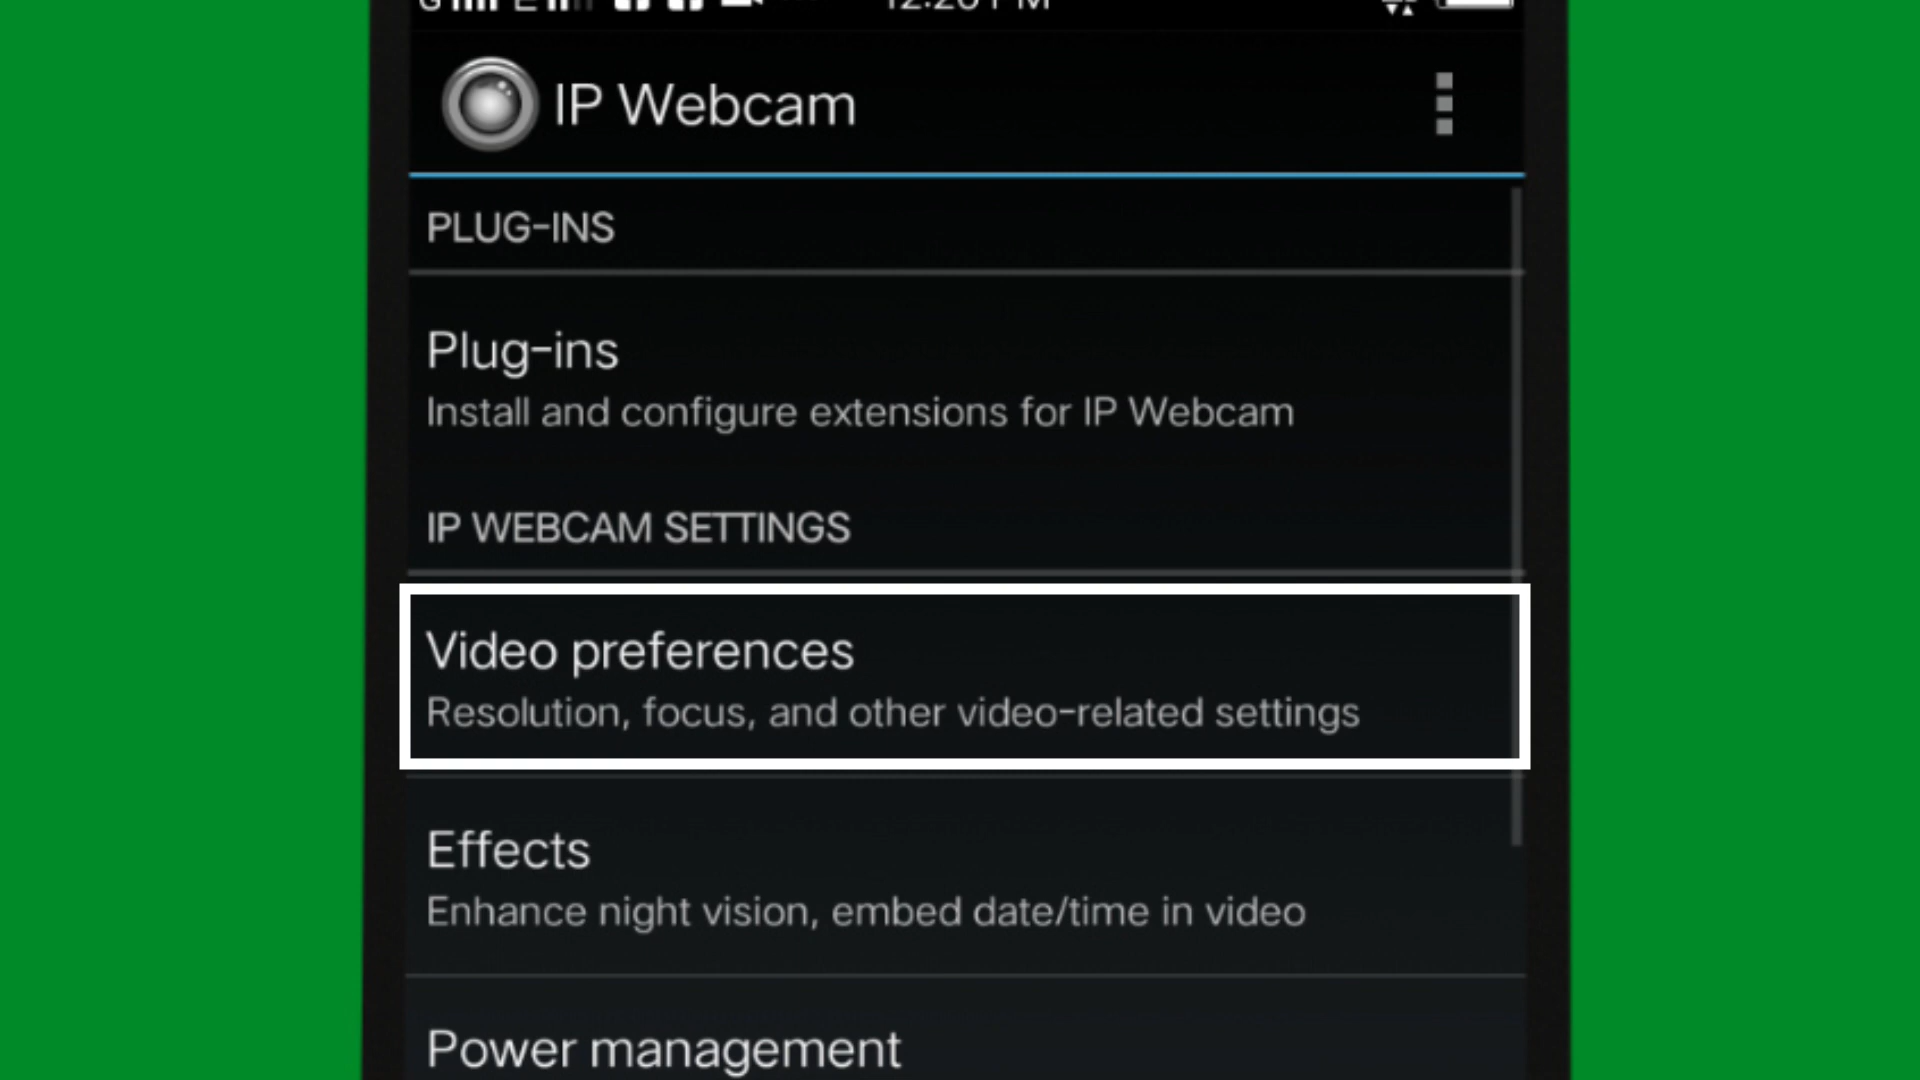 IP Webcam
PLUG-INS
Plug-ins
Install and configure extensions for IP Webcam
IP WEBCAM SETTINGS
Video preferences
Resolution, focus, and other video-related settings
Effects
Enhance night vision, embed date/time in video
Power management